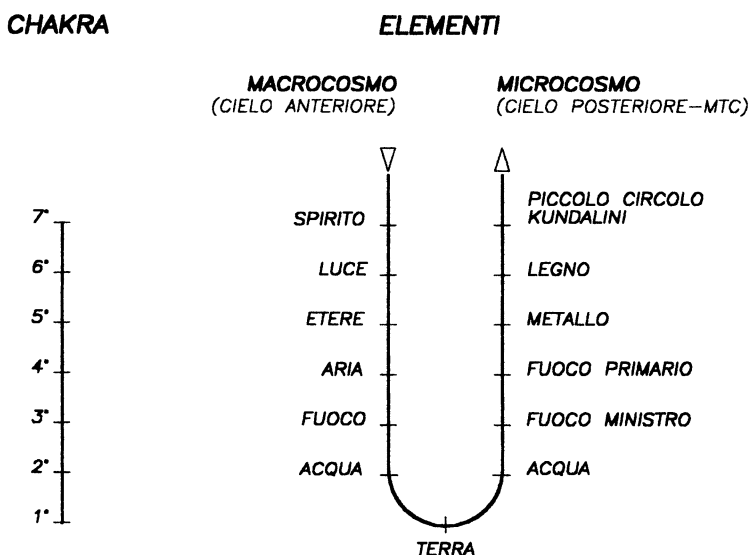 CHAKRA ELEMENTI
MACROCOSMO MICROCOSMO
(CIELO ANTERIORE) (CIELO POSTERIORE-MTC)
PICCOLO CIRCOLO
7° SPIRITO KUNDALINI
6° LUCE LEGNO
5° ETERE METALLO
4° ARIA FUOCO PRIMARIO
3° FUOCO FUOCO MINISTRO
2° ACQUA ACQUA
1°
TERRA